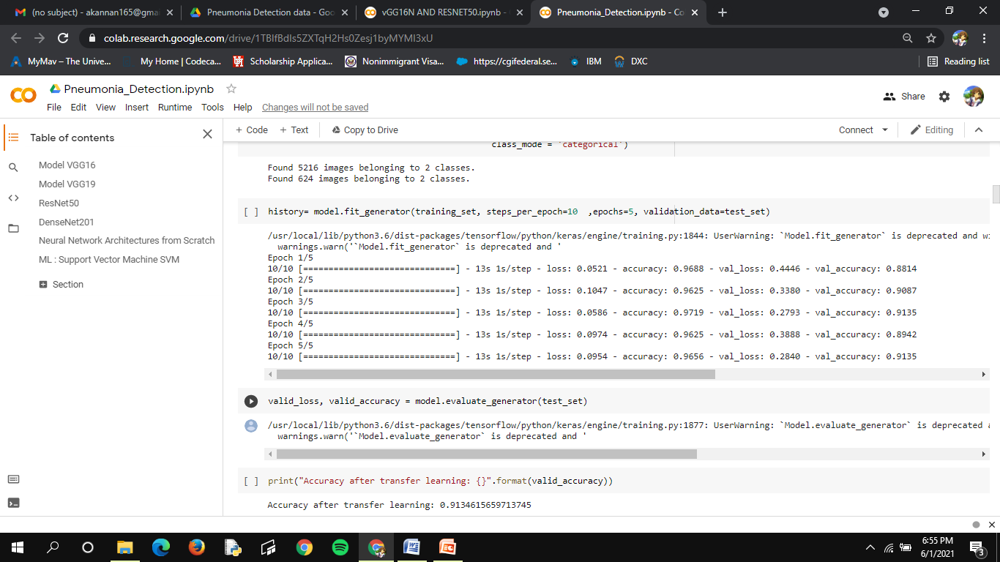 (no subject) - akannan165@gmai
Pneumonia Detection data - Goo
vGG16N AND RESNET50.ipynb -
Pneumonia_Detection.ipynb - Co
colab.research.google.com/drive/1TBlfBdIs5ZXTqH2Hs0Zesj1byMYMI3xU
MyMav – The Unive...
My Home | Codeca...
Scholarship Applica...
Nonimmigrant Visa...
https://cgifederal.se...
IBM
DXC
Reading list
Pneumonia_Detection.ipynb
Share
File Edit View Insert Runtime Tools Help Changes will not be saved
Table of contents
+ Code + Text Copy to Drive
Connect Editing
Model VGG16
Model VGG19
ResNet50
DenseNet201
Neural Network Architectures from Scratch
ML : Support Vector Machine SVM
Section
class_mode = 'categorical')
Found 5216 images belonging to 2 classes.
Found 624 images belonging to 2 classes.
[ ] history= model.fit_generator(training_set, steps_per_epoch=10 ,epochs=5, validation_data=test_set)
/usr/local/lib/python3.6/dist-packages/tensorflow/python/keras/engine/training.py:1844: UserWarning: `Model.fit_generator` is deprecated and wi
warnings.warn('`Model.fit_generator` is deprecated and '
Epoch 1/5
10/10 [==============================] - 13s 1s/step - loss: 0.0521 - accuracy: 0.9688 - val_loss: 0.4446 - val_accuracy: 0.8814
Epoch 2/5
10/10 [==============================] - 13s 1s/step - loss: 0.1047 - accuracy: 0.9625 - val_loss: 0.3380 - val_accuracy: 0.9087
Epoch 3/5
10/10 [==============================] - 13s 1s/step - loss: 0.0586 - accuracy: 0.9719 - val_loss: 0.2793 - val_accuracy: 0.9135
Epoch 4/5
10/10 [==============================] - 13s 1s/step - loss: 0.0974 - accuracy: 0.9625 - val_loss: 0.3888 - val_accuracy: 0.8942
Epoch 5/5
10/10 [==============================] - 13s 1s/step - loss: 0.0954 - accuracy: 0.9656 - val_loss: 0.2840 - val_accuracy: 0.9135
valid_loss, valid_accuracy = model.evaluate_generator(test_set)
/usr/local/lib/python3.6/dist-packages/tensorflow/python/keras/engine/training.py:1877: UserWarning: `Model.evaluate_generator` is deprecated a
warnings.warn('`Model.evaluate_generator` is deprecated and '
[ ] print("Accuracy after transfer learning: {}".format(valid_accuracy))
Accuracy after transfer learning: 0.9134615659713745
6:55 PM
6/1/2021
3